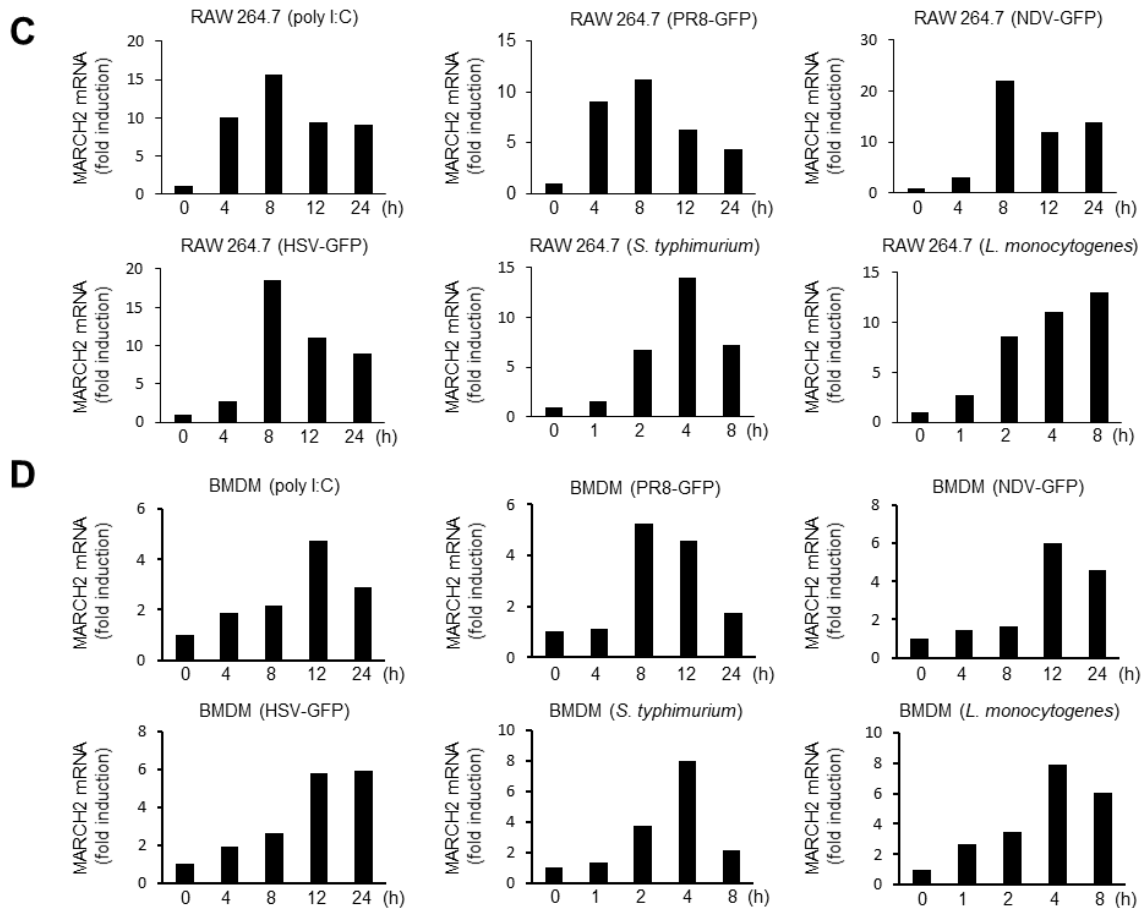 C
RAW 264.7 (poly I:C)
MARCH2 mRNA
(fold induction)
20
15
10
5
0
0 4 8 12 24 (h)
RAW 264.7 (PR8-GFP)
MARCH2 mRNA
(fold induction)
15
10
5
0
0 4 8 12 24 (h)
RAW 264.7 (NDV-GFP)
MARCH2 mRNA
(fold induction)
30
20
10
0
0 4 8 12 24 (h)
RAW 264.7 (HSV-GFP)
MARCH2 mRNA
(fold induction)
20
15
10
5
0
0 4 8 12 24 (h)
RAW 264.7 (S. typhimurium)
MARCH2 mRNA
(fold induction)
15
10
5
0
0 1 2 4 8 (h)
RAW 264.7 (L. monocytogenes)
MARCH2 mRNA
(fold induction)
15
10
5
0
0 1 2 4 8 (h)
D
BMDM (poly I:C)
MARCH2 mRNA
(fold induction)
6
4
2
0
0 4 8 12 24 (h)
BMDM (PR8-GFP)
MARCH2 mRNA
(fold induction)
6
4
2
0
0 4 8 12 24 (h)
BMDM (NDV-GFP)
MARCH2 mRNA
(fold induction)
8
6
4
2
0
0 4 8 12 24 (h)
BMDM (HSV-GFP)
MARCH2 mRNA
(fold induction)
8
6
4
2
0
0 4 8 12 24 (h)
BMDM (S. typhimurium)
MARCH2 mRNA
(fold induction)
10
8
6
4
2
0
0 1 2 4 8 (h)
BMDM (L. monocytogenes)
MARCH2 mRNA
(fold induction)
10
8
6
4
2
0
0 1 2 4 8 (h)